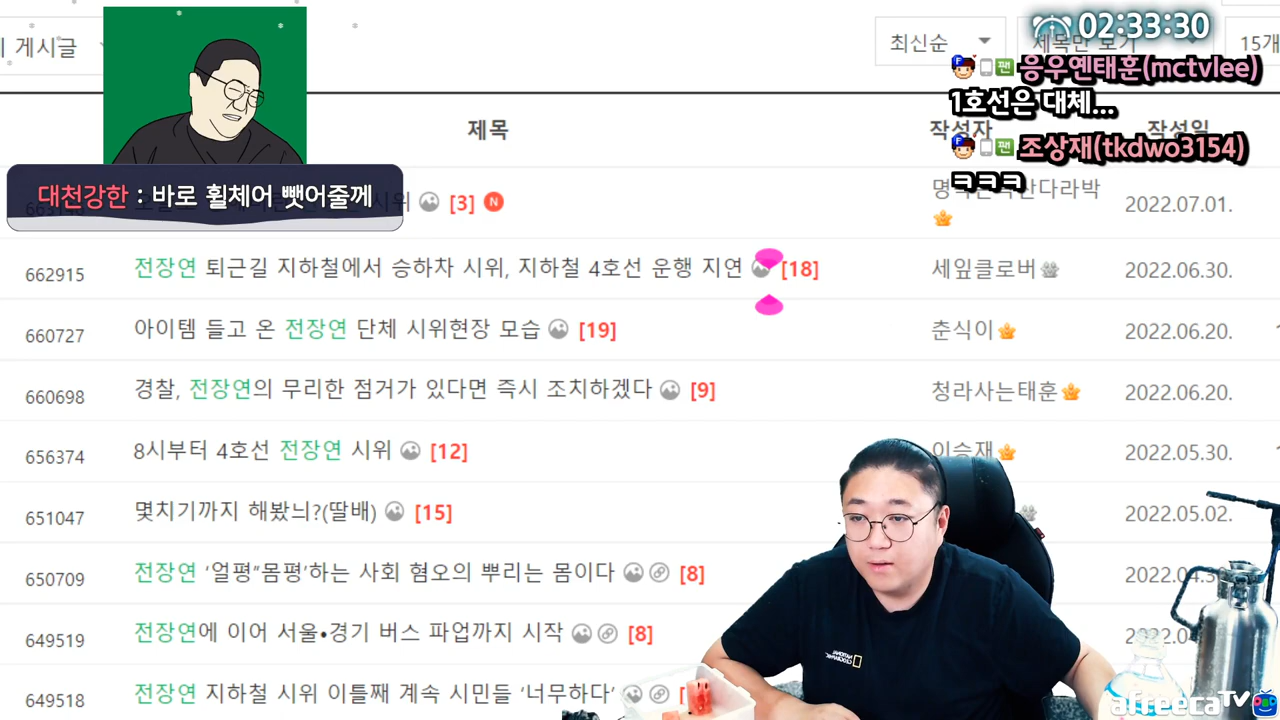 게시글
최신순
제목만 보기
15개
02:33:30
응우옌태훈(mctvlee)
1호선은 대체...
조상재(tkdwo3154)
ㅋㅋㅋ
제목
작성자
작성일
대천강한 : 바로 휠체어 뺏어줄께
시위 [3] N
2022.07.01.
662915 전장연 퇴근길 지하철에서 승하차 시위, 지하철 4호선 운행 지연 [18] 세잎클로버 2022.06.30.
660727 아이템 들고 온 전장연 단체 시위현장 모습 [19] 춘식이 2022.06.20.
660698 경찰, 전장연의 무리한 점거가 있다면 즉시 조치하겠다 [9] 청라사는태훈 2022.06.20.
656374 8시부터 4호선 전장연 시위 [12] 이승재 2022.05.30.
651047 몇치기까지 해봤늬?(딸배) [15] 2022.05.02.
650709 전장연 ‘얼평”몸평’하는 사회 혐오의 뿌리는 몸이다 [8]
649519 전장연에 이어 서울•경기 버스 파업까지 시작 [8]
649518 전장연 지하철 시위 이틀째 계속 시민들 ‘너무하다’
NATIONAL GEOGRAPHIC
afreecaTV